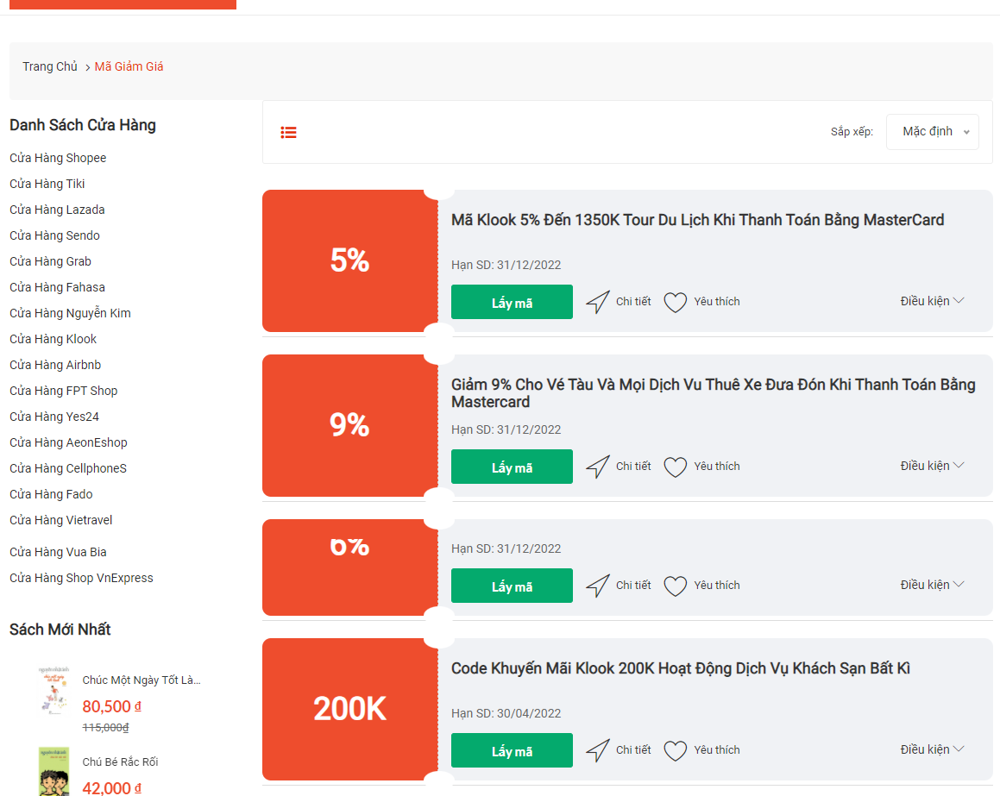 Trang Chủ > Mã Giảm Giá
Danh Sách Cửa Hàng
Cửa Hàng Shopee
Cửa Hàng Tiki
Cửa Hàng Lazada
Cửa Hàng Sendo
Cửa Hàng Grab
Cửa Hàng Fahasa
Cửa Hàng Nguyễn Kim
Cửa Hàng Klook
Cửa Hàng Airbnb
Cửa Hàng FPT Shop
Cửa Hàng Yes24
Cửa Hàng AeonEshop
Cửa Hàng CellphoneS
Cửa Hàng Fado
Cửa Hàng Vietravel
Cửa Hàng Vua Bia
Cửa Hàng Shop VnExpress
Sách Mới Nhất
Chúc Một Ngày Tốt Là...
80,500 đ
115,000đ
Chú Bé Rắc Rối
42,000 đ
Sắp xếp:
Mặc định
5%
Mã Klook 5% Đến 1350K Tour Du Lịch Khi Thanh Toán Bằng MasterCard
Hạn SD: 31/12/2022
Lấy mã
Chi tiết
Yêu thích
Điều kiện
9%
Giảm 9% Cho Vé Tàu Và Mọi Dịch Vu Thuê Xe Đưa Đón Khi Thanh Toán Bằng
Mastercard
Hạn SD: 31/12/2022
Lấy mã
Chi tiết
Yêu thích
Điều kiện
6%
Hạn SD: 31/12/2022
Lấy mã
Chi tiết
Yêu thích
Điều kiện
200K
Code Khuyến Mãi Klook 200K Hoạt Động Dịch Vụ Khách Sạn Bất Kì
Hạn SD: 30/04/2022
Lấy mã
Chi tiết
Yêu thích
Điều kiện